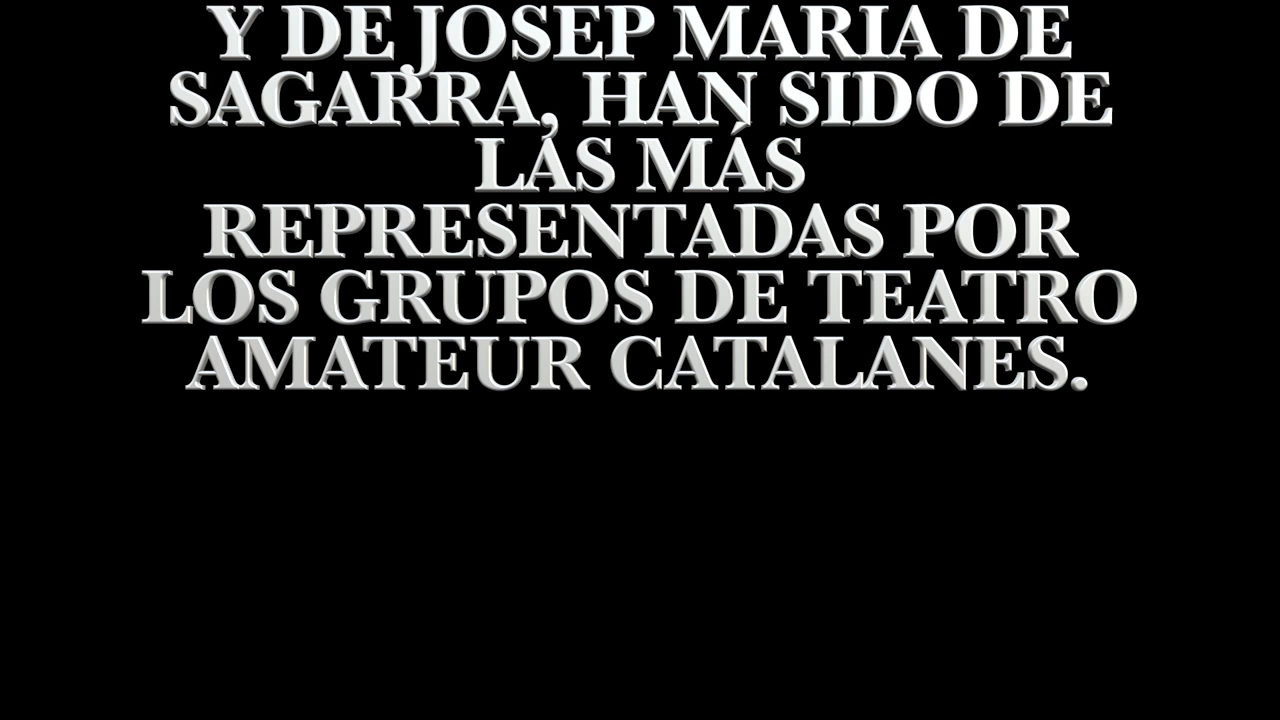 Y DE JOSEP MARIA DE
SAGARRA, HAN SIDO DE
LAS MÁS
REPRESENTADAS POR
LOS GRUPOS DE TEATRO
AMATEUR CATALANES.